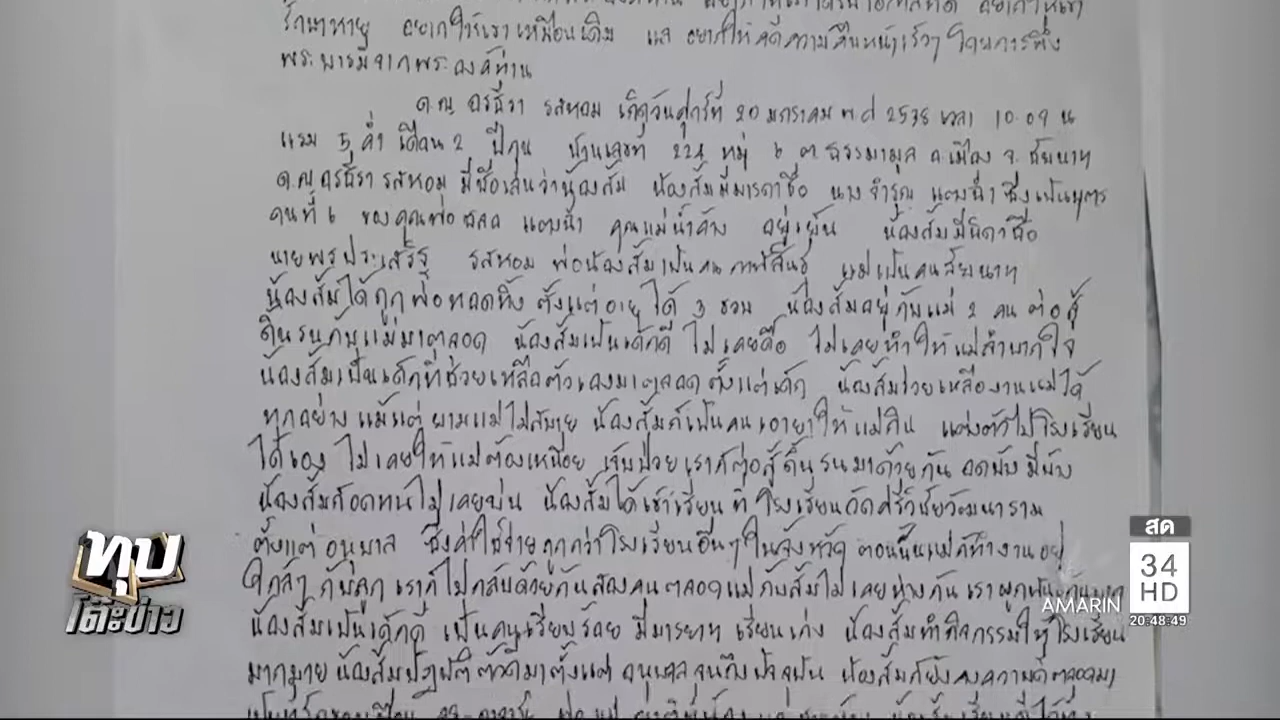 รักษาหาย อยากให้เขาเหมือนเดิม และ อยากให้คดีความคืบหน้าเร็วๆ โดยการพึ่ง
พระบารมีจากพระองค์ท่าน
ด.ญ. อรธีรา รสหอม เกิดวันศุกร์ที่ 20 มกราคม พ.ศ 2538 เวลา 10.09 น
แรม 5 ค่ำ เดือน 2 ปีกุน บ้านเลขที่ 224 หมู่ 6 ต.ธรรมามูล อ.เมือง จ.ชัยนาท
ด.ญ อรธีรา รสหอม มีชื่อเล่นว่าน้องส้ม น้องส้มมีมารดาชื่อ นางจำรูญ แตงฉ่ำ ซึ่งเป็นบุตร
คนที่ 6 ของคุณพ่อ แตงฉ่ำ คุณแม่น้ำค้าง อยู่เย็น น้องส้มมีบิดาชื่อ
นายพรประเสริฐ รสหอม พ่อน้องส้มเป็นคนกาฬสินธุ์ แม่เป็นคนชัยนาท
น้องส้มได้ถูกพ่อทอดทิ้ง ตั้งแต่อายุได้ 3 ขวบ น้องส้มอยู่กับแม่ 2 คน ต่อสู้
ดิ้นรนกับแม่มาตลอด น้องส้มเป็นเด็กดี ไม่เคยดื้อ ไม่เคยทำให้แม่ลำบากใจ
น้องส้มเป็นเด็กที่ช่วยเหลือตัวเองมาตลอดตั้งแต่เด็ก น้องส้มช่วยเหลืองานแม่ได้
ทุกอย่าง แม้แต่ยามแม่ไม่สบาย น้องส้มก็เป็นคนเอายาให้แม่กิน แต่งตัวไปโรงเรียน
ได้เอง ไม่เคยให้แม่ต้องเหนื่อย เจ็บป่วยเราก็ต่อสู้ดิ้นรนมาด้วยกัน อดบ้าง มีบ้าง
น้องส้มก็อดทนไม่เคยบ่น น้องส้มได้เข้าเรียน ที่โรงเรียนวัดศรีวิชัยวัฒนาราม
ตั้งแต่อนุบาล ซึ่งค่าใช้จ่ายถูกกว่าโรงเรียนอื่นๆ ในจังหวัด ตอนนั้นแม่ก็ทำงานอยู่
ใกล้ๆ กับลูก เราก็ไปกลับด้วยกันสองคนตลอดแม่กับส้มไม่เคยห่างกัน เราผูกพันกันมาก
น้องส้มเป็นเด็กดี เป็นคนเรียบร้อย มีมารยาท เรียนเก่ง น้องส้มทำกิจกรรมให้โรงเรียน
มากมาย น้องส้มปฏิบัติตัวดีมาตั้งแต่ อนุบาลจนถึงปัจจุบัน น้องส้มก็ยังคงความดีตลอดมา
ทุบ
โต๊ะข่าว
สด
34
HD
AMARIN
20:48:49